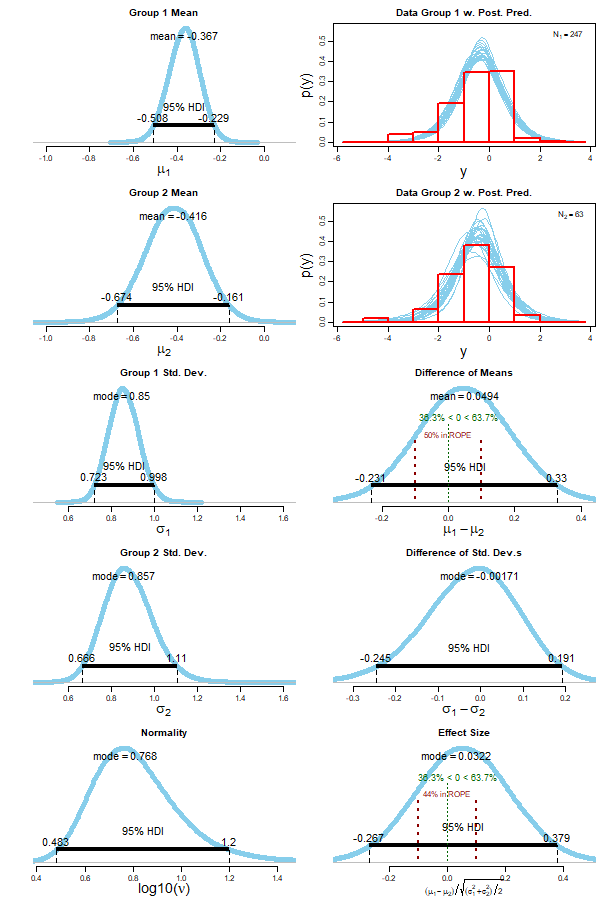 Group 1 Mean
mean = -0.367
95% HDI
-0.508 -0.229
-1.0 -0.8 -0.6 -0.4 -0.2 0.0
μ1
Data Group 1 w. Post. Pred.
N1 = 247
p(y)
0.0 0.1 0.2 0.3 0.4 0.5
-6 -4 -2 0 2 4
y
Group 2 Mean
mean = -0.416
95% HDI
-0.674 -0.161
-1.0 -0.8 -0.6 -0.4 -0.2 0.0
μ2
Data Group 2 w. Post. Pred.
N2 = 63
p(y)
0.0 0.1 0.2 0.3 0.4 0.5
-6 -4 -2 0 2 4
y
Group 1 Std. Dev.
mode = 0.85
95% HDI
0.723 0.998
0.6 0.8 1.0 1.2 1.4 1.6
σ1
Difference of Means
mean = 0.0494
36.3% < 0 < 63.7%
50% in ROPE
95% HDI
-0.231 0.33
-0.2 0.0 0.2 0.4
μ1 − μ2
Group 2 Std. Dev.
mode = 0.857
95% HDI
0.666 1.11
0.6 0.8 1.0 1.2 1.4 1.6
σ2
Difference of Std. Dev.s
mode = -0.00171
95% HDI
-0.245 0.191
-0.3 -0.2 -0.1 0.0 0.1 0.2
σ1 − σ2
Normality
mode = 0.768
95% HDI
0.483 1.2
0.4 0.6 0.8 1.0 1.2 1.4
log10(ν)
Effect Size
mode = 0.0322
36.3% < 0 < 63.7%
44% in ROPE
95% HDI
-0.267 0.379
-0.2 0.0 0.2 0.4
(μ1 − μ2)/√(σ1² + σ2²)/2